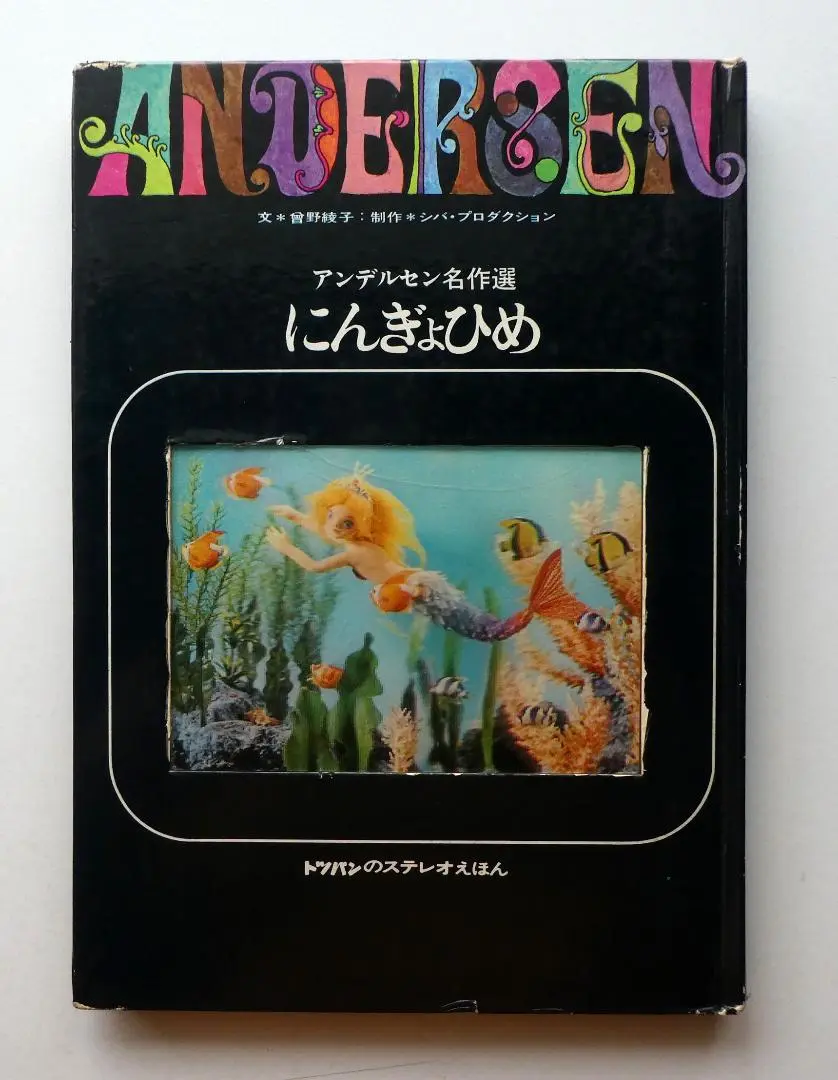 ANDERSEN
文＊曾野綾子：制作＊シバ・プロダクション
アンデルセン名作選
にんぎょひめ
トッパンのステレオえほん